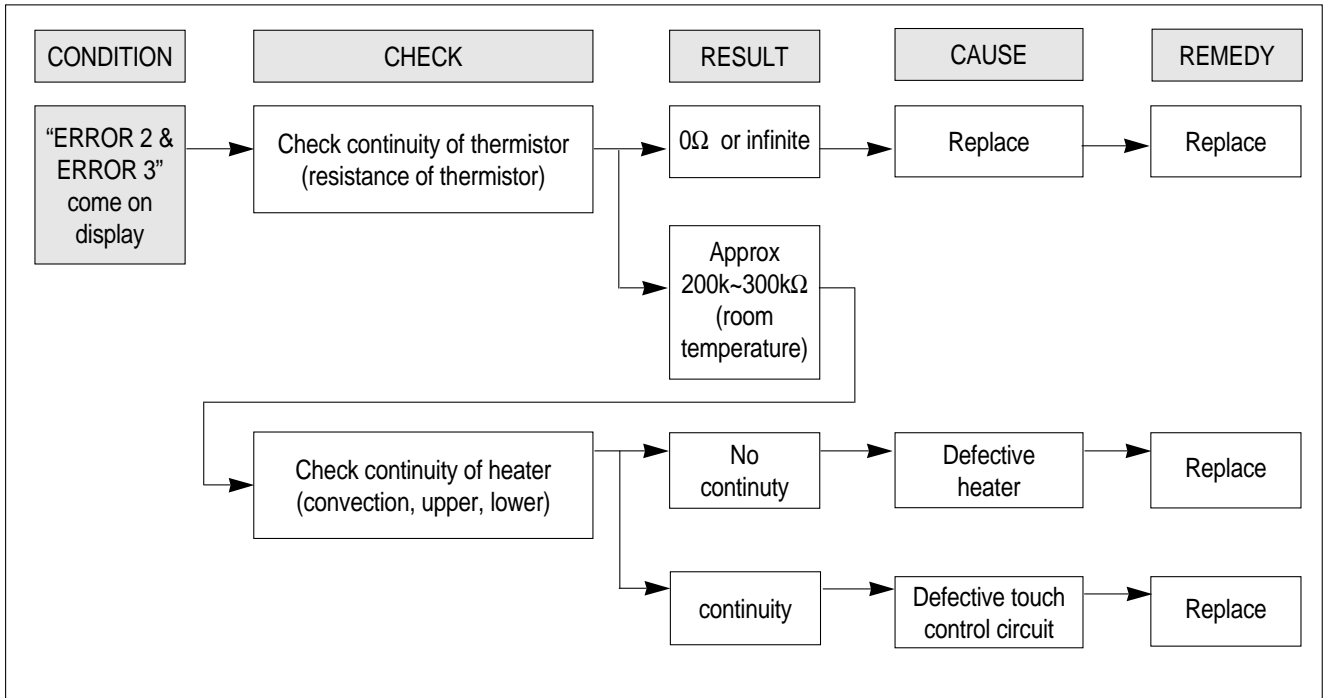 CONDITION
CHECK
RESULT
CAUSE
REMEDY
“ERROR 2 &
ERROR 3”
come on
display
Check continuity of thermistor
(resistance of thermistor)
0Ω or infinite
Replace
Replace
Approx
200k~300kΩ
(room
temperature)
Check continuity of heater
(convection, upper, lower)
No
continuty
Defective
heater
Replace
continuity
Defective touch
control circuit
Replace